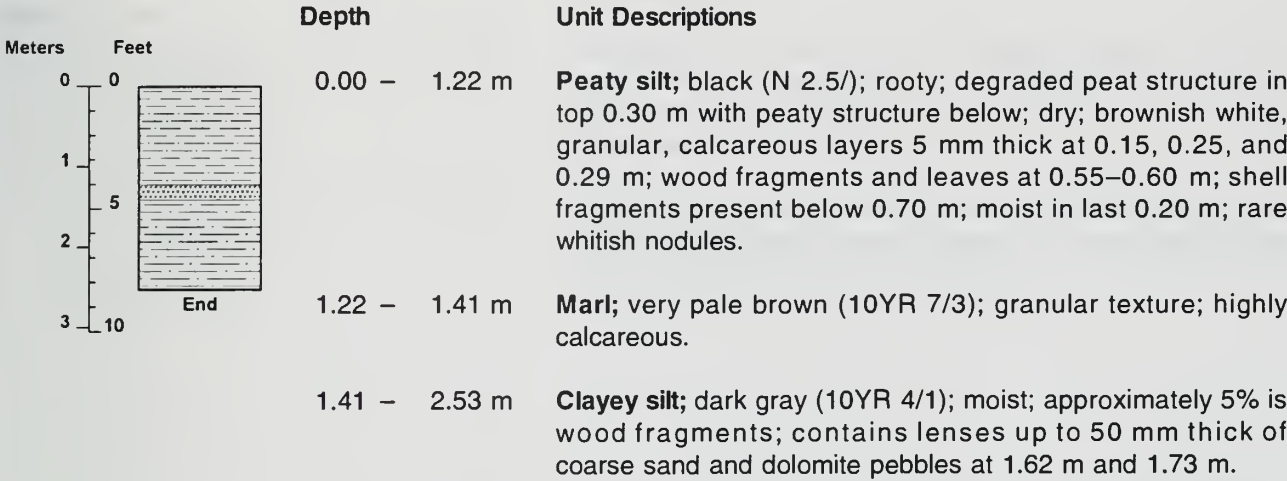 Depth Unit Descriptions
Meters Feet
0 0
1
5
2
End
3 10
0.00 – 1.22 m Peaty silt; black (N 2.5/); rooty; degraded peat structure in
top 0.30 m with peaty structure below; dry; brownish white,
granular, calcareous layers 5 mm thick at 0.15, 0.25, and
0.29 m; wood fragments and leaves at 0.55–0.60 m; shell
fragments present below 0.70 m; moist in last 0.20 m; rare
whitish nodules.
1.22 – 1.41 m Marl; very pale brown (10YR 7/3); granular texture; highly
calcareous.
1.41 – 2.53 m Clayey silt; dark gray (10YR 4/1); moist; approximately 5% is
wood fragments; contains lenses up to 50 mm thick of
coarse sand and dolomite pebbles at 1.62 m and 1.73 m.